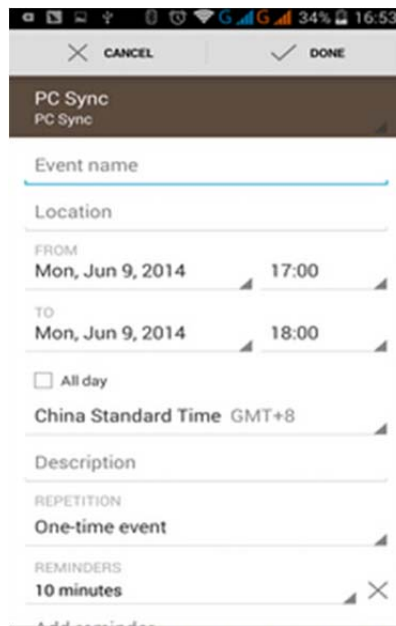 G G 34% 16:53
CANCEL DONE
PC Sync
PC Sync
Event name
Location
FROM
Mon, Jun 9, 2014 17:00
TO
Mon, Jun 9, 2014 18:00
All day
China Standard Time GMT+8
Description
REPETITION
One-time event
REMINDERS
10 minutes
Add reminder